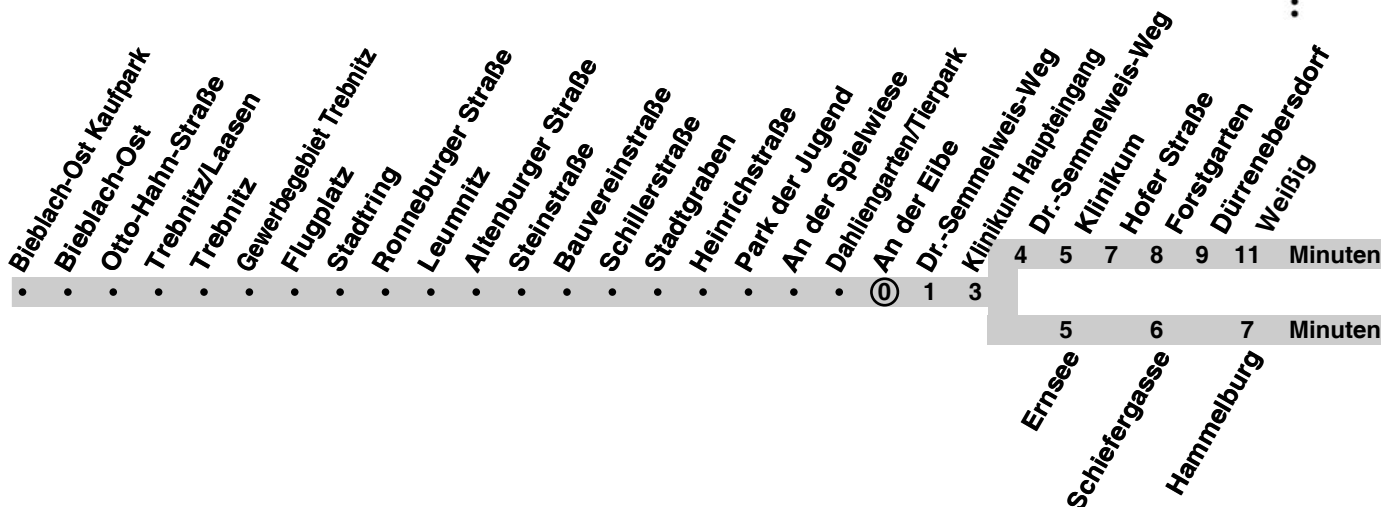 Bieblach-Ost Kaufpark
Bieblach-Ost
Otto-Hahn-Straße
Trebnitz/Laasen
Trebnitz
Gewerbegebiet Trebnitz
Flugplatz
Stadtring
Ronneburger Straße
Leumnitz
Altenburger Straße
Steinstraße
Bauvereinstraße
Schillerstraße
Stadtgraben
Heinrichstraße
Park der Jugend
An der Spielwiese
Dahliengarten/Tierpark
An der Eibe
Dr.-Semmelweis-Weg
Klinikum Haupteingang
Dr.-Semmelweis-Weg
Klinikum
Hofer Straße
Forstgarten
Dürrenebersdorf
Weißig
4 5 7 8 9 11 Minuten
• • • • • • • • • • • • • • • • • • • 0 1 3
5 6 7 Minuten
Ernsee
Schiefergasse
Hammelburg